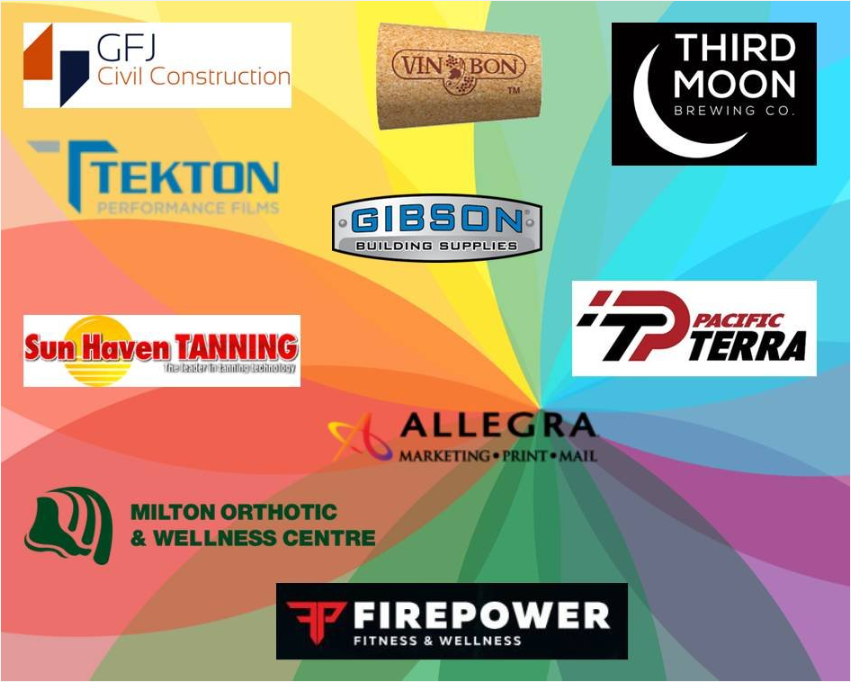 GFJ
Civil Construction
VIN BON
TM
THIRD
MOON
BREWING CO.
TEKTON
PERFORMANCE FILMS
GIBSON
BUILDING SUPPLIES
Sun Haven TANNING
The leader in tanning technology
PACIFIC
TERRA
ALLEGRA
MARKETING • PRINT • MAIL
MILTON ORTHOTIC
& WELLNESS CENTRE
FIREPOWER
FITNESS & WELLNESS